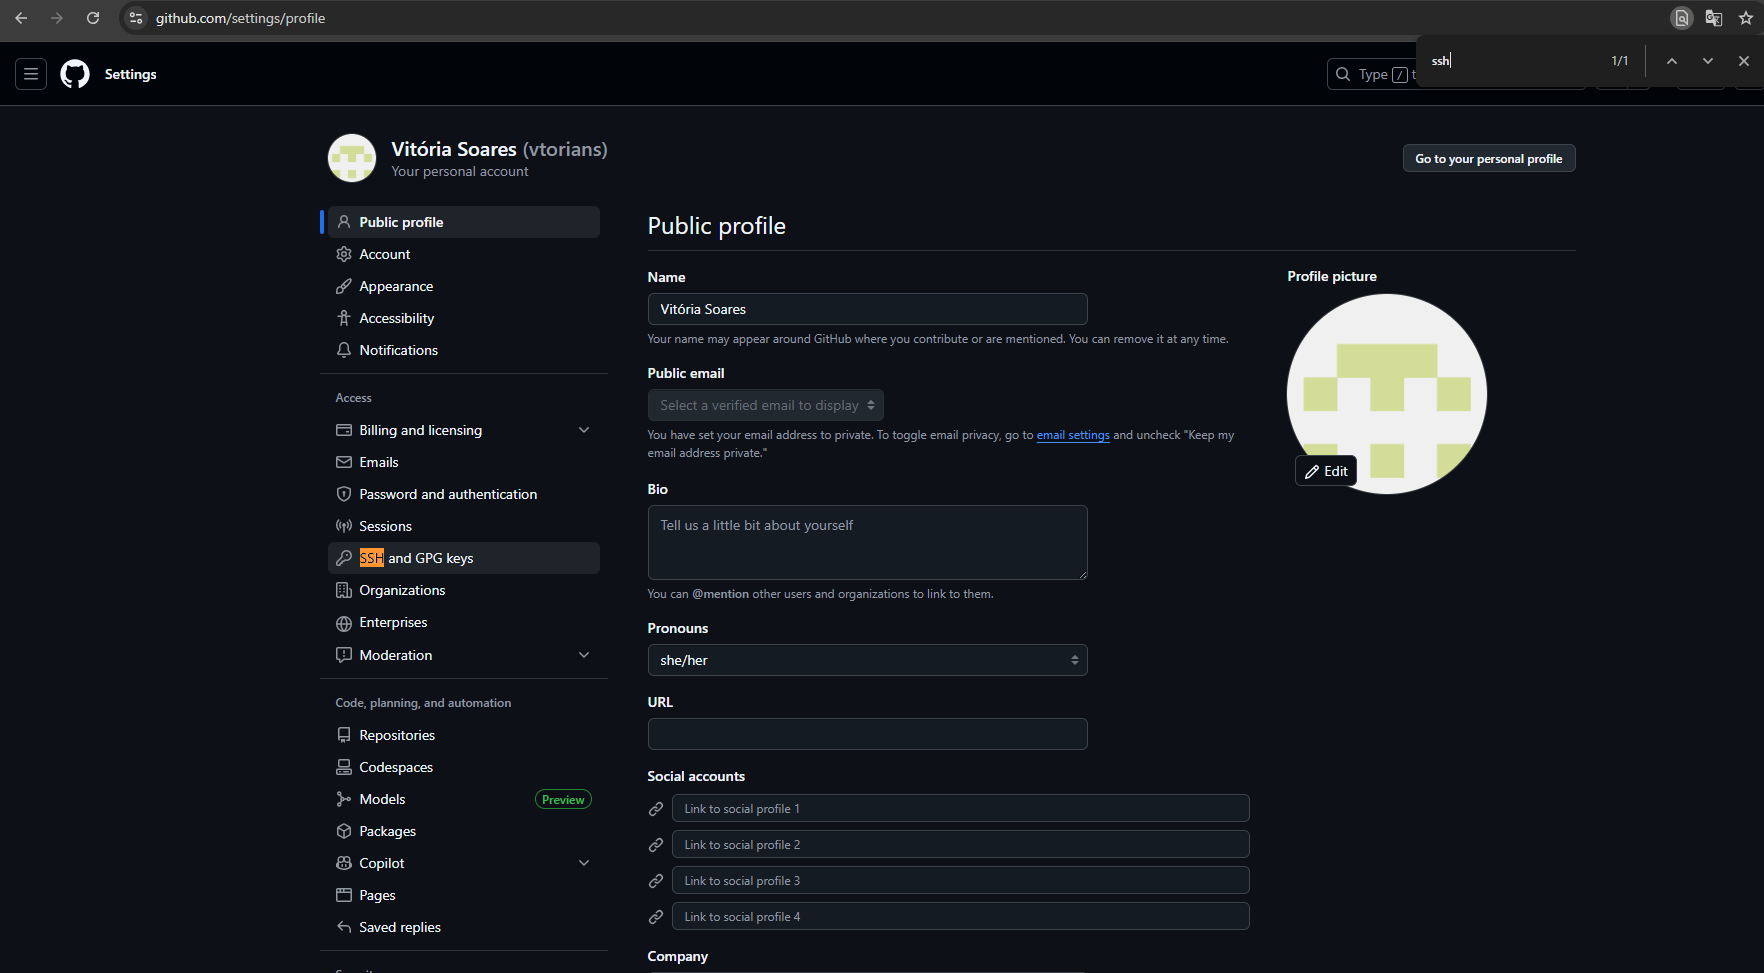 github.com/settings/profile
ssh
1/1
Settings
Type / t
Vitória Soares (vtorians)
Your personal account
Go to your personal profile
Public profile
Account
Appearance
Accessibility
Notifications
Access
Billing and licensing
Emails
Password and authentication
Sessions
SSH and GPG keys
Organizations
Enterprises
Moderation
Code, planning, and automation
Repositories
Codespaces
Models
Preview
Packages
Copilot
Pages
Saved replies
Public profile
Name
Vitória Soares
Your name may appear around GitHub where you contribute or are mentioned. You can remove it at any time.
Public email
Select a verified email to display
You have set your email address to private. To toggle email privacy, go to email settings and uncheck "Keep my
email address private."
Bio
Tell us a little bit about yourself
You can @mention other users and organizations to link to them.
Pronouns
she/her
URL
Social accounts
Link to social profile 1
Link to social profile 2
Link to social profile 3
Link to social profile 4
Company
Profile picture
Edit